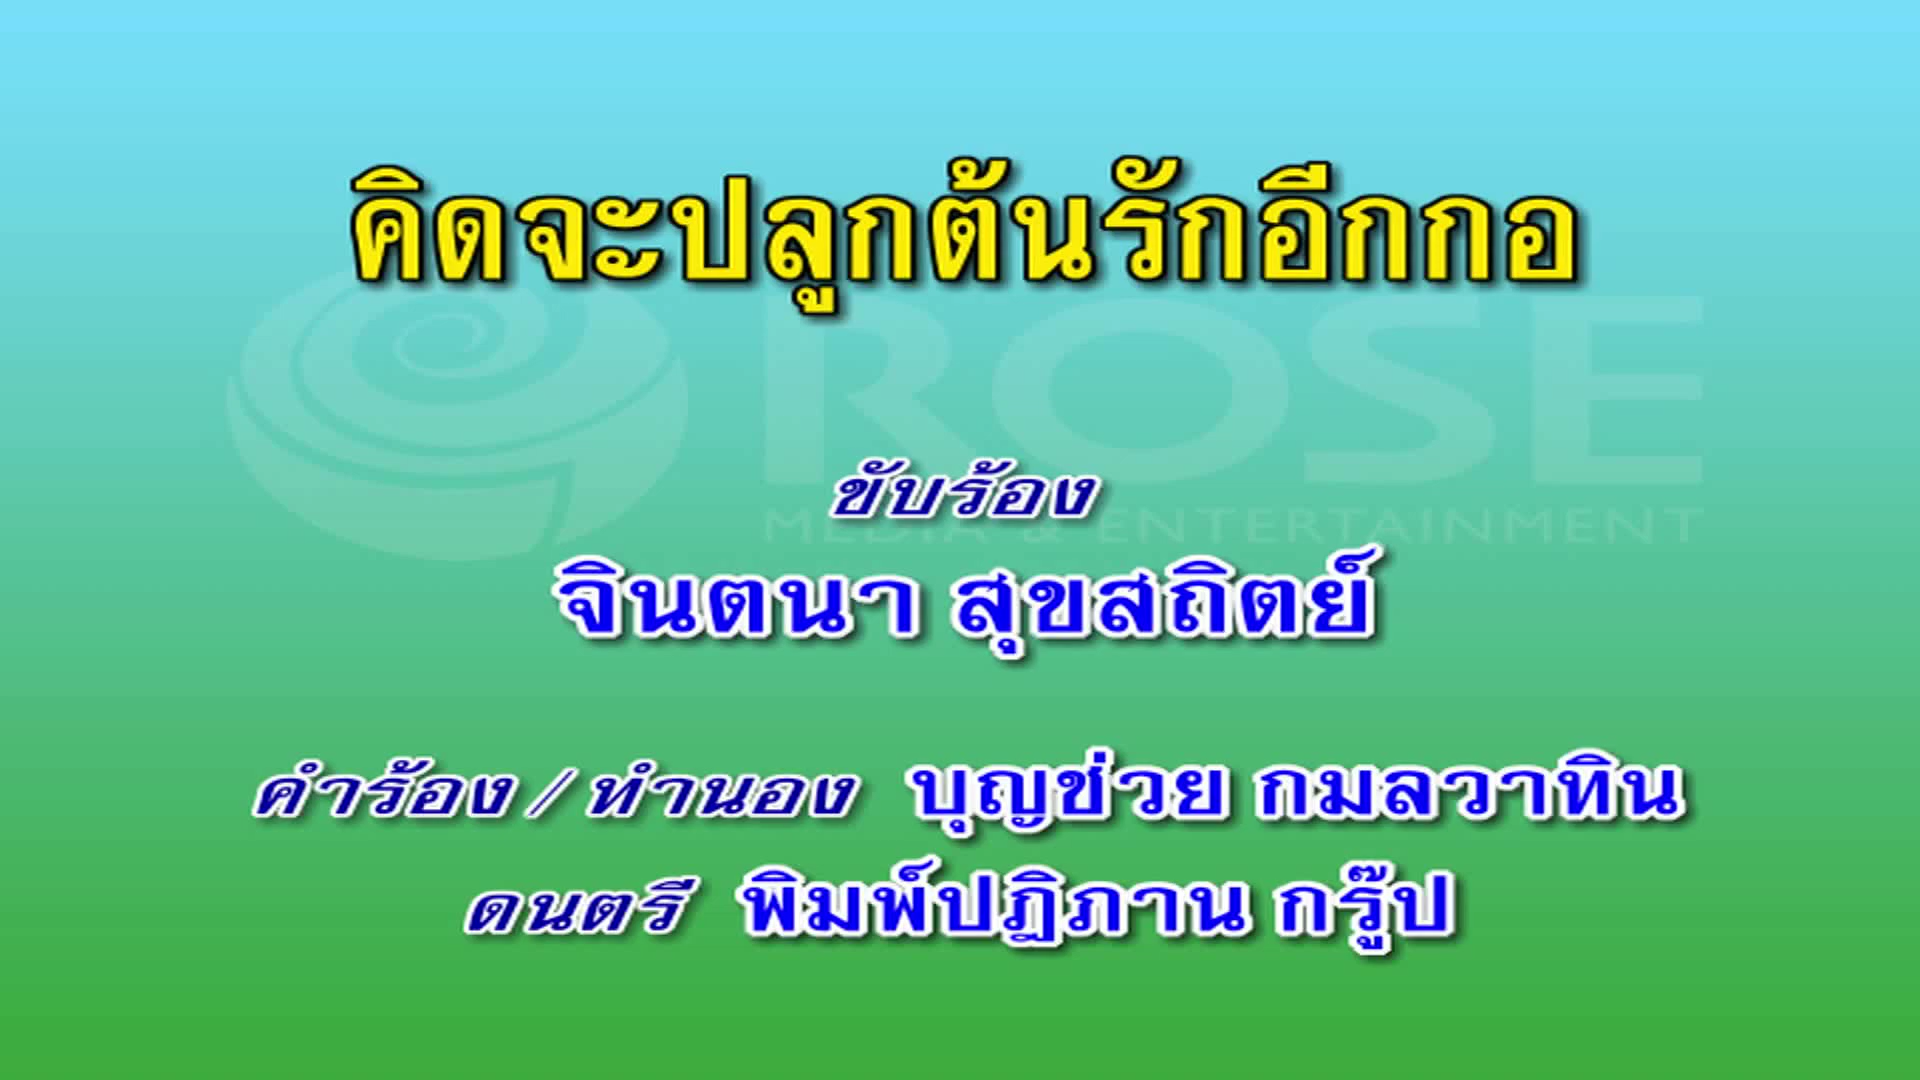 คิดจะปลูกต้นรักอีกกอ
ROSE
MEDIA & ENTERTAINMENT
ขับร้อง
จินตนา สุขสถิตย์
คำร้อง / ทำนอง บุญช่วย กมลวาทิน
ดนตรี พิมพ์ปฏิภาน กรู๊ป